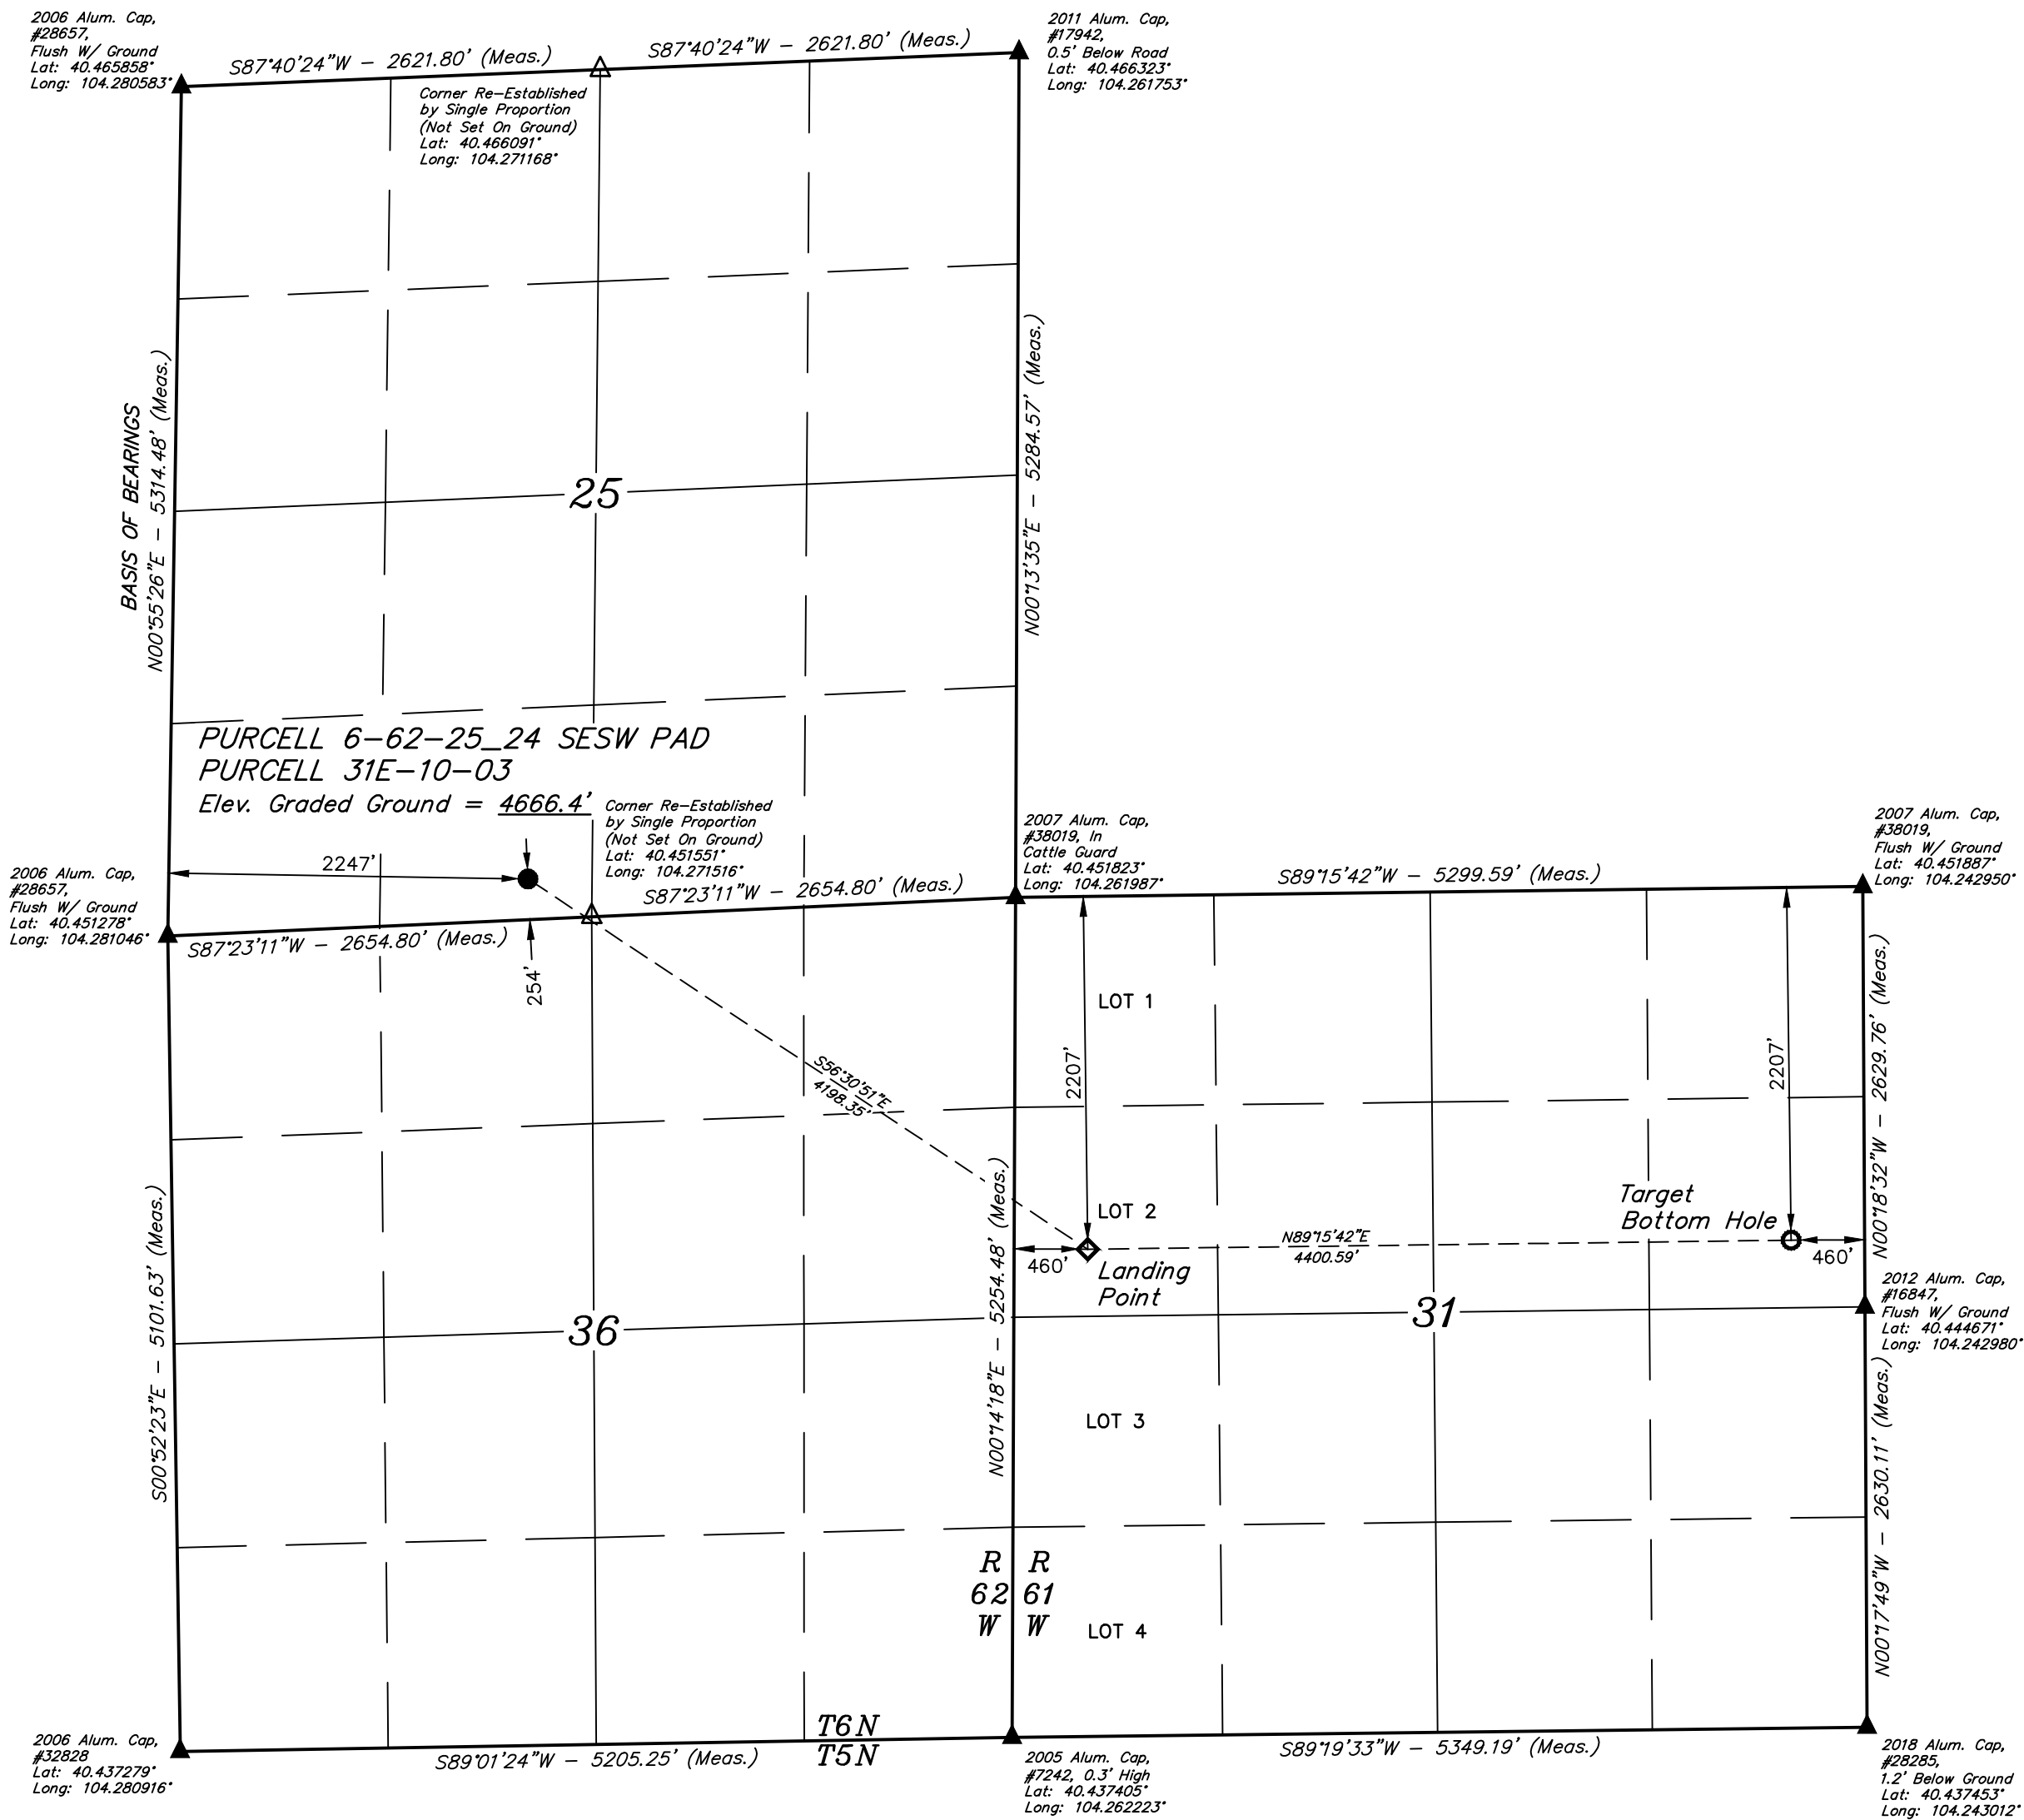 2006 Alum. Cap,
#28657,
Flush W/ Ground
Lat: 40.465858°
Long: 104.280583°
S87°40'24"W – 2621.80' (Meas.)
S87°40'24"W – 2621.80' (Meas.)
2011 Alum. Cap,
#17942,
0.5' Below Road
Lat: 40.466323°
Long: 104.261753°
Corner Re–Established
by Single Proportion
(Not Set On Ground)
Lat: 40.466091°
Long: 104.271168°
BASIS OF BEARINGS
N00°55'26"E – 5314.48' (Meas.)
25
N00°13'35"E – 5284.57' (Meas.)
PURCELL 6–62–25_24 SESW PAD
PURCELL 31E–10–03
Elev. Graded Ground = 4666.4'
Corner Re–Established
by Single Proportion
(Not Set On Ground)
Lat: 40.451551°
Long: 104.271516°
2247'
2006 Alum. Cap,
#28657,
Flush W/ Ground
Lat: 40.451278°
Long: 104.281046°
S87°23'11"W – 2654.80' (Meas.)
S87°23'11"W – 2654.80' (Meas.)
254'
2007 Alum. Cap,
#38019, In
Cattle Guard
Lat: 40.451823°
Long: 104.261987°
S89°15'42"W – 5299.59' (Meas.)
2007 Alum. Cap,
#38019,
Flush W/ Ground
Lat: 40.451887°
Long: 104.242950°
LOT 1
2207'
2207'
N00°18'32"W – 2629.76' (Meas.)
S56°30'51"E
4198.35'
LOT 2
Target
Bottom Hole
N89°15'42"E
4400.59'
460'
460'
Landing
Point
S00°52'23"E – 5101.63' (Meas.)
36
N00°14'18"E – 5254.48' (Meas.)
31
2012 Alum. Cap,
#16847,
Flush W/ Ground
Lat: 40.444671°
Long: 104.242980°
LOT 3
N00°17'49"W – 2630.11' (Meas.)
R R
62 61
W W
LOT 4
T6N
T5N
2006 Alum. Cap,
#32828
Lat: 40.437279°
Long: 104.280916°
S89°01'24"W – 5205.25' (Meas.)
2005 Alum. Cap,
#7242, 0.3' High
Lat: 40.437405°
Long: 104.262223°
S89°19'33"W – 5349.19' (Meas.)
2018 Alum. Cap,
#28285,
1.2' Below Ground
Lat: 40.437453°
Long: 104.243012°